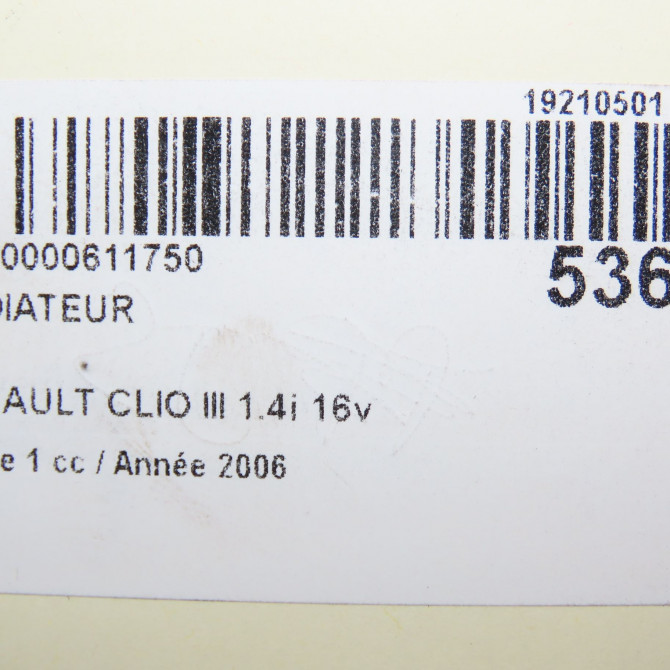 19210501
0000611750
536
DIATEUR
AULT CLIO III 1.4i 16v
e 1 cc / Année 2006